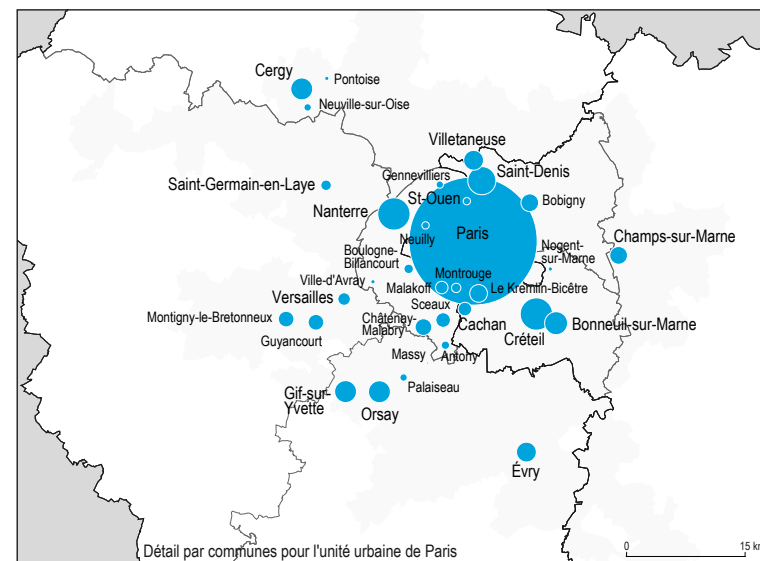 Cergy
Pontoise
Neuville-sur-Oise
Villetaneuse
Saint-Denis
Gennevilliers
Saint-Germain-en-Laye
St-Ouen
Bobigny
Nanterre
Neuilly
Paris
Champs-sur-Marne
Nogent-
sur-Marne
Boulogne-
Billancourt
Ville-d'Avray
Montrouge
Malakoff
Le Kremlin-Bicêtre
Versailles
Sceaux
Montigny-le-Bretonneux
Guyancourt
Châtenay-
Malabry
Cachan
Créteil
Bonneuil-sur-Marne
Massy
Antony
Palaiseau
Gif-sur-
Yvette
Orsay
Évry
Détail par communes pour l'unité urbaine de Paris
0
15 km